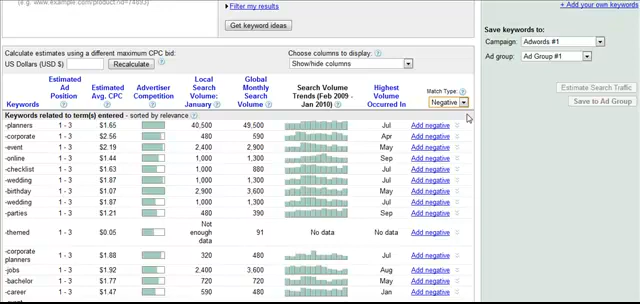 (e.g. www.example.com/product?id=74893)
Filter my results
Get keyword ideas
+ Add your own keywords
Save keywords to:
Campaign: Adwords #1
Ad group: Ad Group #1
Estimate Search Traffic
Save to Ad Group
Calculate estimates using a different maximum CPC bid:
US Dollars (USD $) Recalculate ?
Choose columns to display: ?
Show/hide columns
Keywords Estimated Ad Position ? Estimated Avg. CPC ? Advertiser Competition ? Local Search Volume: January ? Global Monthly Search Volume ? Search Volume Trends (Feb 2009 - Jan 2010) ? Highest Volume Occurred In Match Type: ? Negative
Keywords related to term(s) entered - sorted by relevance ?
-planners 1 - 3 $1.65 40,500 49,500 Jul Add negative
-corporate 1 - 3 $2.56 480 590 Apr Add negative
-event 1 - 3 $2.19 2,400 4,400 May Add negative
-online 1 - 3 $1.44 1,000 1,300 Sep Add negative
-checklist 1 - 3 $1.63 1,000 880 Jul Add negative
-wedding 1 - 3 $1.87 1,000 1,300 Jul Add negative
-birthday 1 - 3 $1.07 2,900 3,600 May Add negative
-wedding 1 - 3 $1.87 1,000 1,300 Jul Add negative
-parties 1 - 3 $1.21 480 390 Sep Add negative
-themed 1 - 3 $0.05 Not enough data 91 No data No data Add negative
-corporate planners 1 - 3 $1.88 320 480 Jul Add negative
-jobs 1 - 3 $1.92 2,400 3,600 Aug Add negative
-bachelor 1 - 3 $1.77 720 720 May Add negative
-career 1 - 3 $1.47 590 480 Jan Add negative